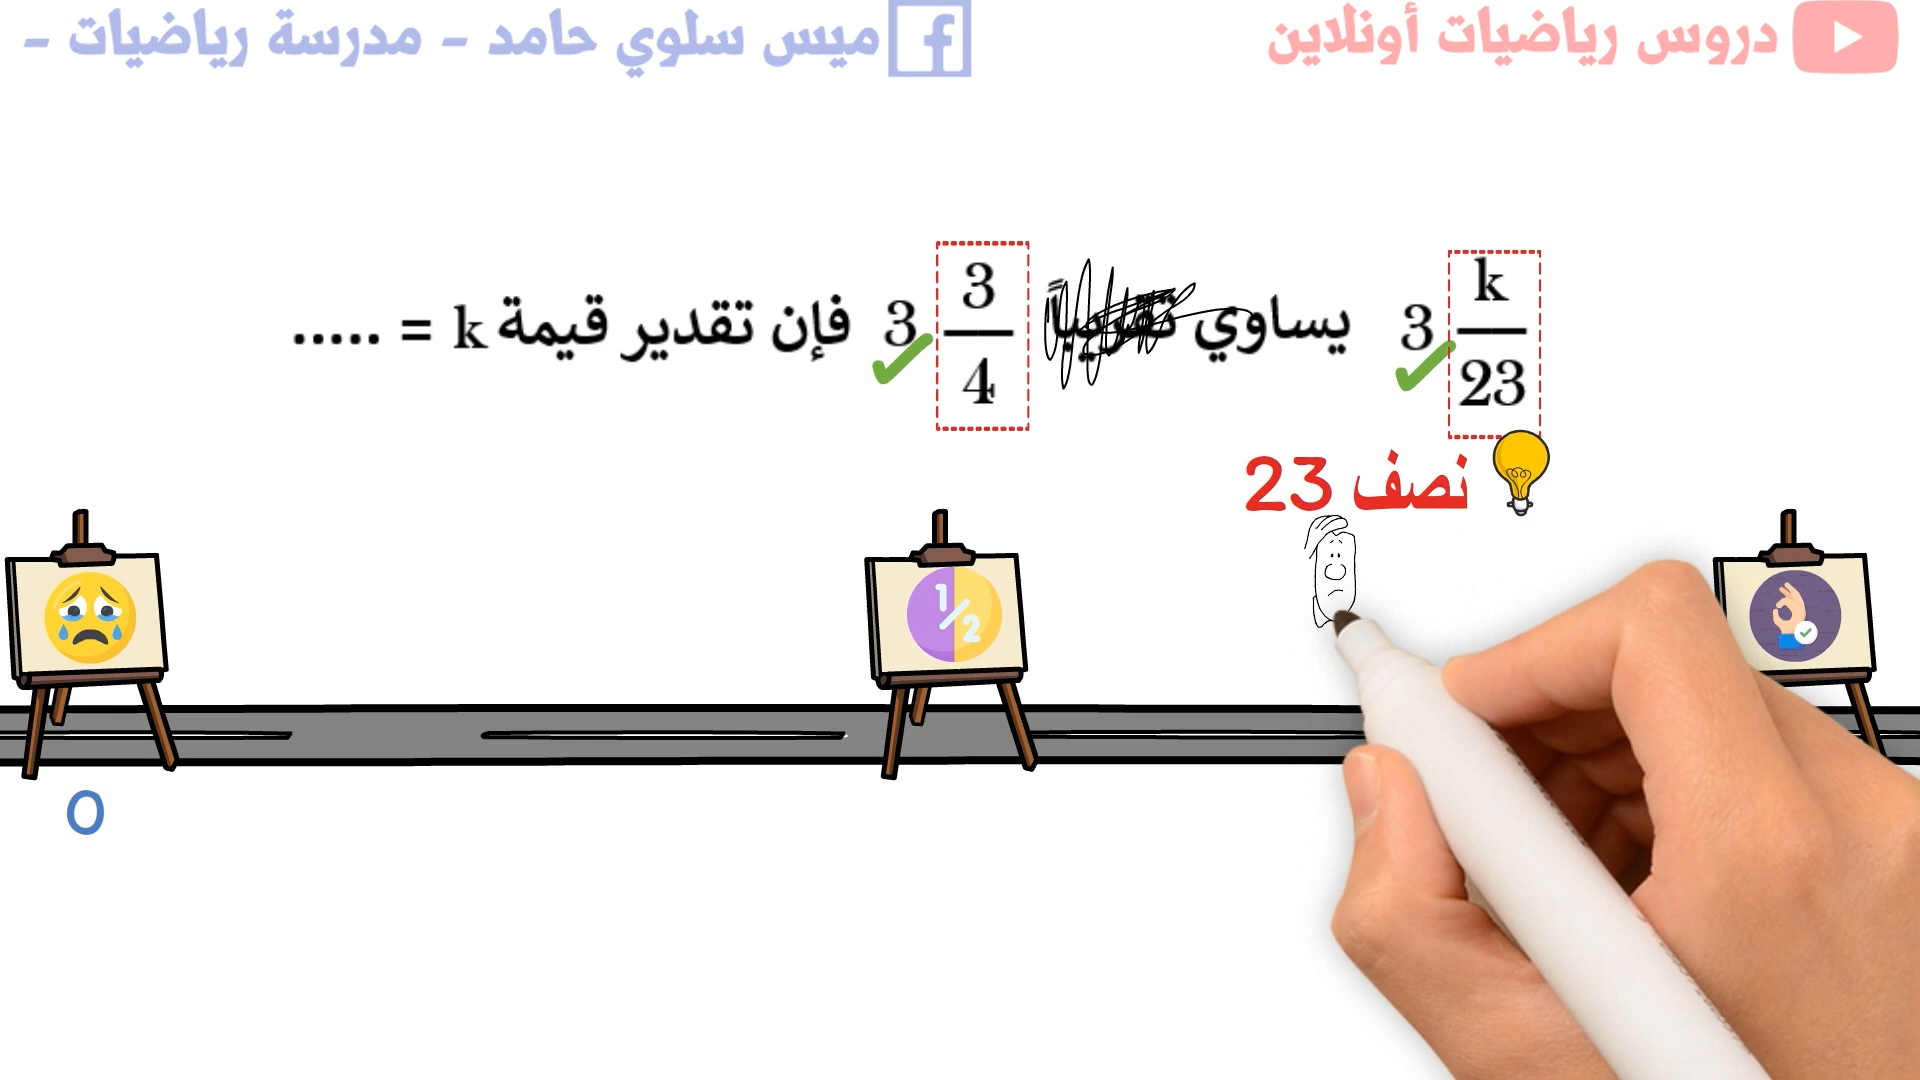 دروس رياضيات أونلاين
ميس سلوي حامد - مدرسة رياضيات -
3 k/23 يساوي تقريباً 3 3/4 فإن تقدير قيمة k = .....
نصف 23
1/2
0